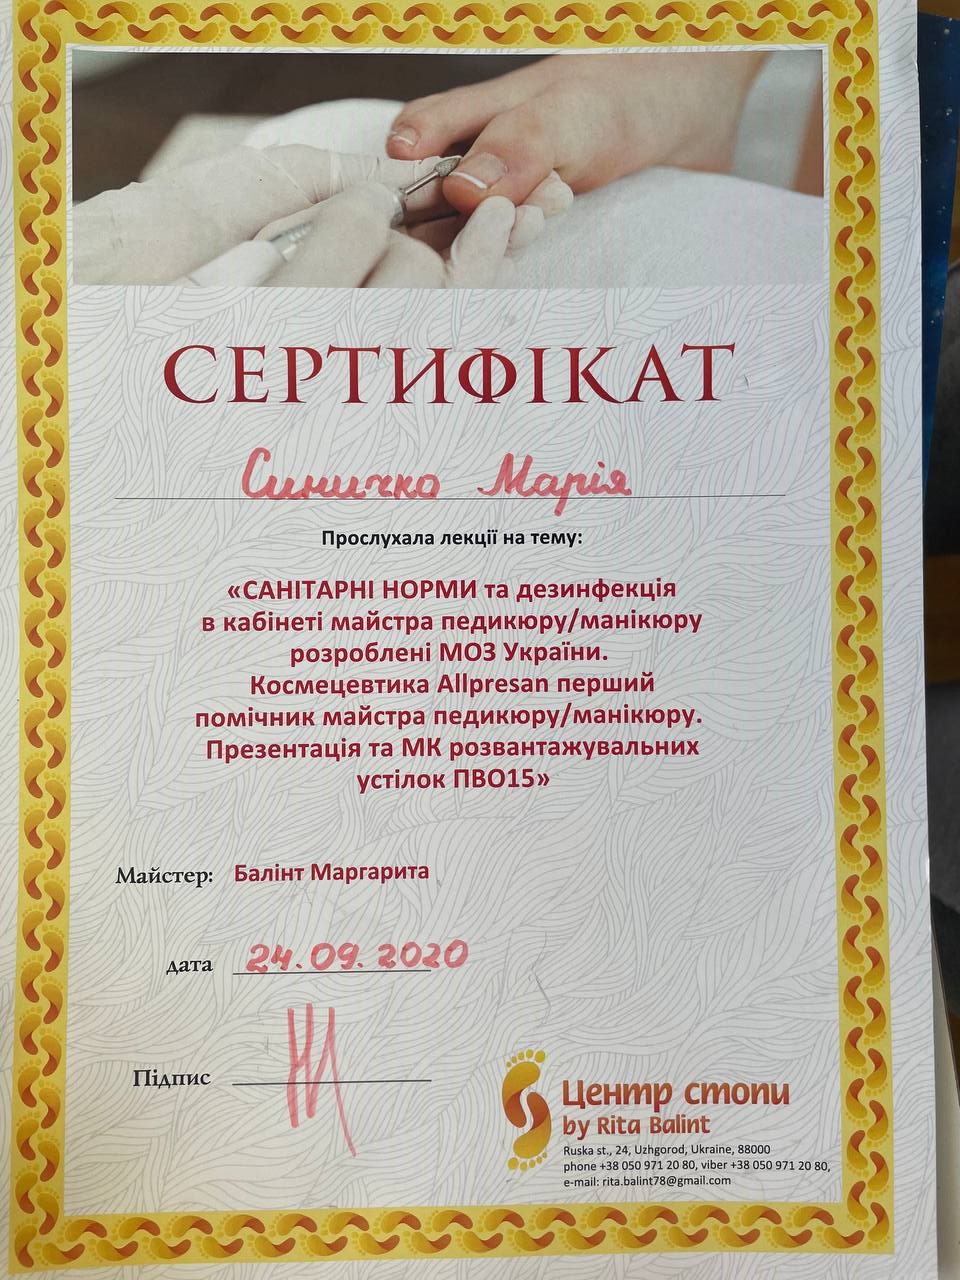 СЕРТИФІКАТ
Синичко Марія
Прослухала лекції на тему:
«САНІТАРНІ НОРМИ та дезинфекція
в кабінеті майстра педикюру/манікюру
розроблені МОЗ України.
Космецевтика Allpresan перший
помічник майстра педикюру/манікюру.
Презентація та МК розвантажувальних
устілок ПВО15»
Майстер: Балінт Маргарита
дата 24.09.2020
Підпис
Центр стопи
by Rita Balint
Ruska st., 24, Uzhgorod, Ukraine, 88000
phone +38 050 971 20 80, viber +38 050 971 20 80,
e-mail: rita.balint78@gmail.com